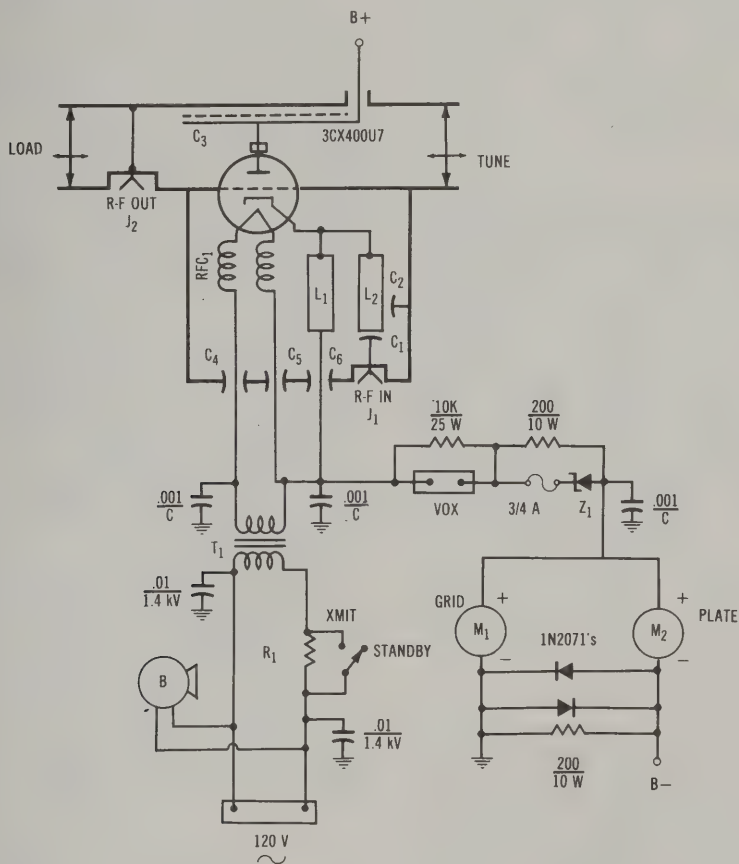 B+
C3
3CX400U7
LOAD
TUNE
R-F OUT
J2
RFC1
L1
L2
C2
C1
C4
C5
C6
R-F IN
J1
10K
25 W
200
10 W
.001
C
.001
C
VOX
3/4 A
Z1
.001
C
T1
.01
1.4 kV
GRID
+
M1
-
1N2071's
+
M2
-
PLATE
XMIT
R1
STANDBY
B
.01
1.4 kV
200
10 W
B-
120 V